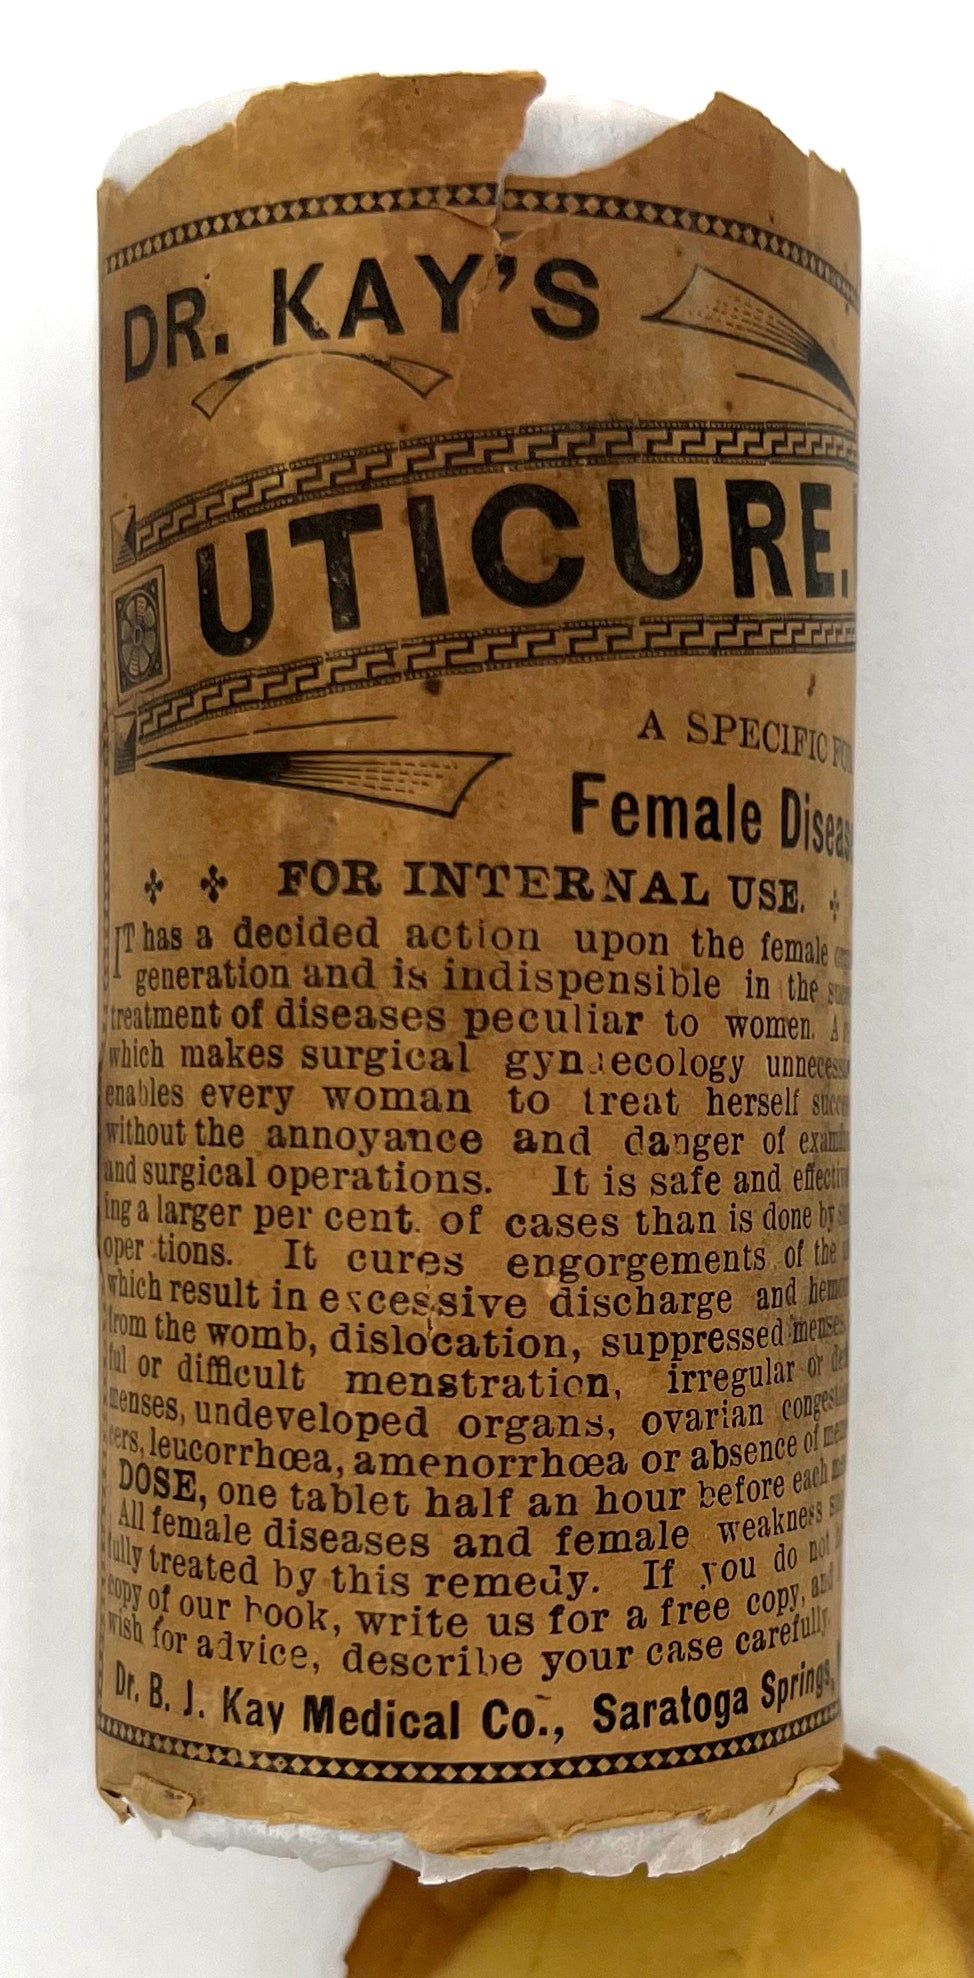 DR. KAY'S
UTICURE.
A SPECIFIC
Female
FOR INTERNAL USE.
IT has a decided action upon the female
generation and is indispensible in the
treatment of diseases peculiar to women. A
which makes surgical gynaecology
enables every woman to treat herself
without the annoyance and danger of
and surgical operations. It is safe and
ing a larger per cent. of cases than is done by
oper tions. It cures engorgements of the
which result in excessive discharge and
from the womb, dislocation, suppressed menses
ful or difficult menstration, irregular or
menses, undeveloped organs, ovarian
cers, leucorrhœa, amenorrhœa or absence of
DOSE, one tablet half an hour before each
All female diseases and female weakness
fully treated by this remedy. If you do not
copy of our book, write us for a free copy, and
wish for advice, describe your case carefully
Dr. B. J. Kay Medical Co., Saratoga Springs,